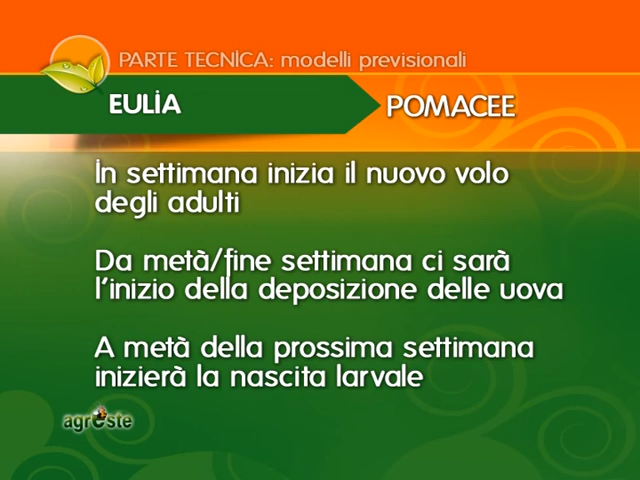 PARTE TECNICA: modelli previsionali
EULIA
POMACEE
In settimana inizia il nuovo volo
degli adulti
Da metà/fine settimana ci sarà
l'inizio della deposizione delle uova
A metà della prossima settimana
inizierà la nascita larvale
agreste